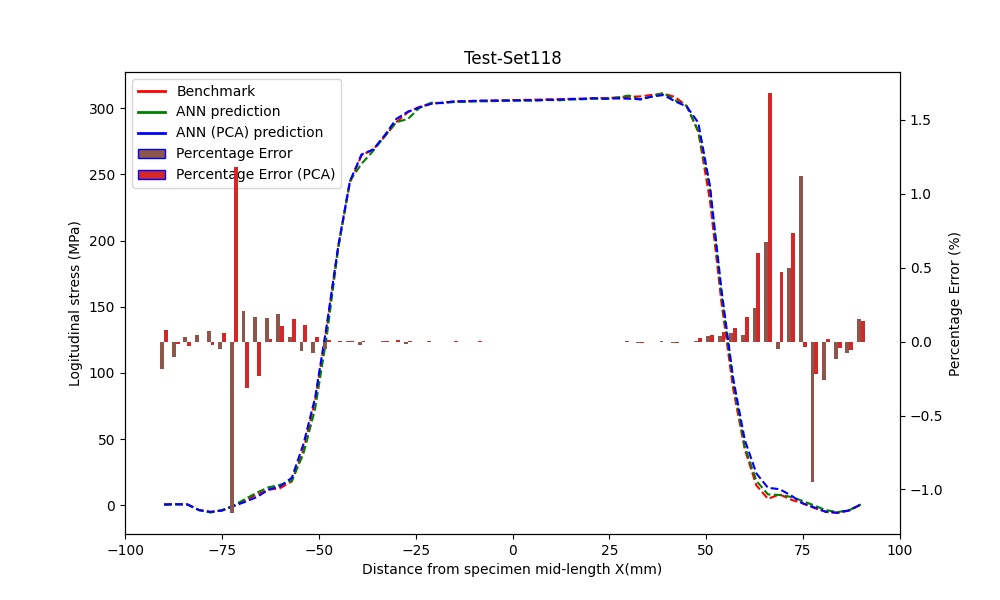 Test-Set118
Benchmark
ANN prediction
ANN (PCA) prediction
Percentage Error
Percentage Error (PCA)
300
250
200
150
100
50
0
Logitudinal stress (MPa)
1.5
1.0
0.5
0.0
−0.5
−1.0
Percentage Error (%)
−100
−75
−50
−25
0
25
50
75
100
Distance from specimen mid-length X(mm)